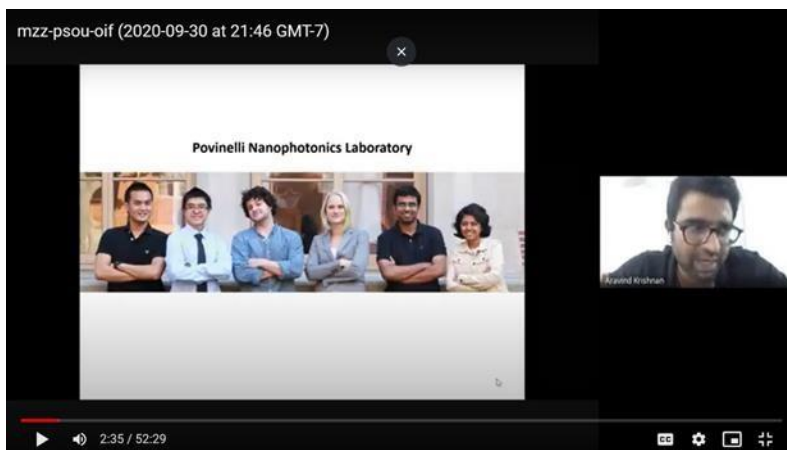 mzz-psou-oif (2020-09-30 at 21:46 GMT-7)
Povinelli Nanophotonics Laboratory
Aravind Krishnan
2:35 / 52:29
CC